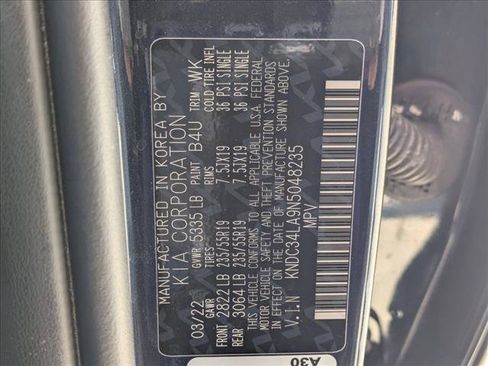 MANUFACTURED IN KOREA BY
KIA CORPORATION
03/22 GVWR 5335 LB PAINT B4U TRIM WK
GAWR TIRES RIMS COLD TIRE INFL
FRONT 2822 LB 235/55R19 7.5JX19 36 PSI SINGLE
REAR 3064 LB 235/55R19 7.5JX19 36 PSI SINGLE
THIS VEHICLE CONFORMS TO ALL APPLICABLE U.S.A. FEDERAL
MOTOR VEHICLE SAFETY AND THEFT PREVENTION STANDARDS
IN EFFECT ON THE DATE OF MANUFACTURE SHOWN ABOVE.
V.I.N KNDC34LA9N5048235
MPV
A30